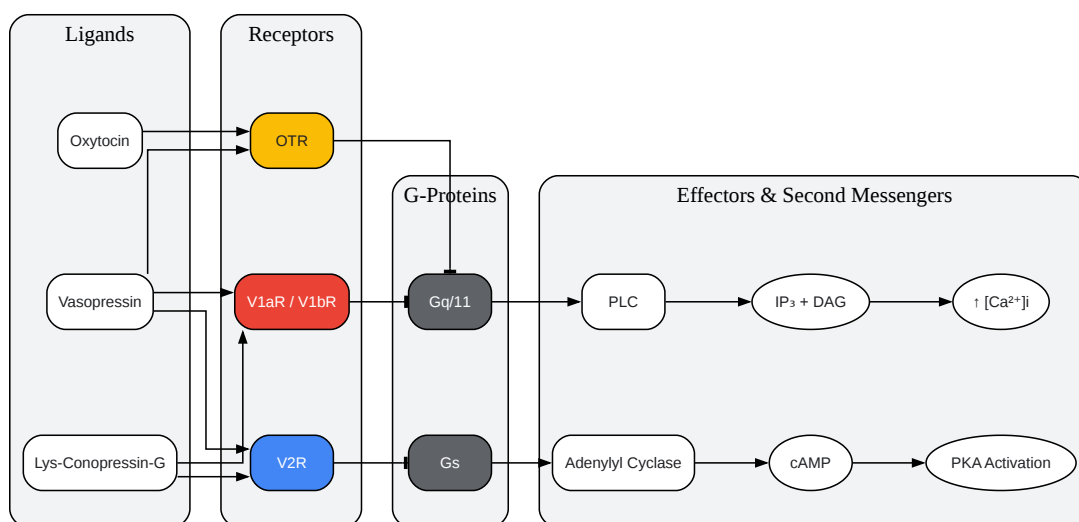 Ligands
Receptors
Oxytocin
OTR
G-Proteins
Effectors & Second Messengers
Vasopressin
V1aR / V1bR
Gq/11
PLC
IP₃ + DAG
↑ [Ca²⁺]i
Lys-Conopressin-G
V2R
Gs
Adenylyl Cyclase
cAMP
PKA Activation